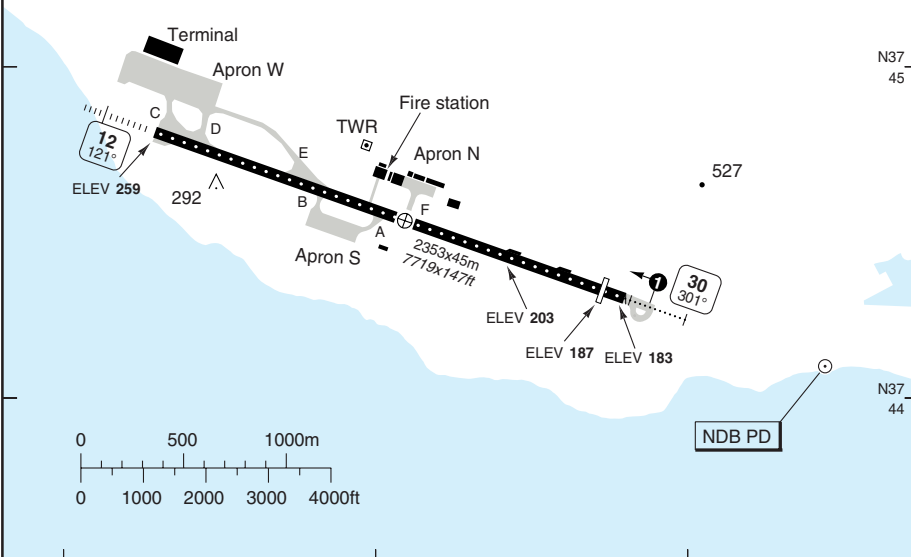 Terminal
Apron W
N37
45
Fire station
C
D
TWR
12
121°
E
Apron N
527
ELEV 259
292
B
F
A
Apron S
2353x45m
7719x147ft
1
30
301°
ELEV 203
ELEV 187
ELEV 183
N37
44
NDB PD
0 500 1000m
0 1000 2000 3000 4000ft